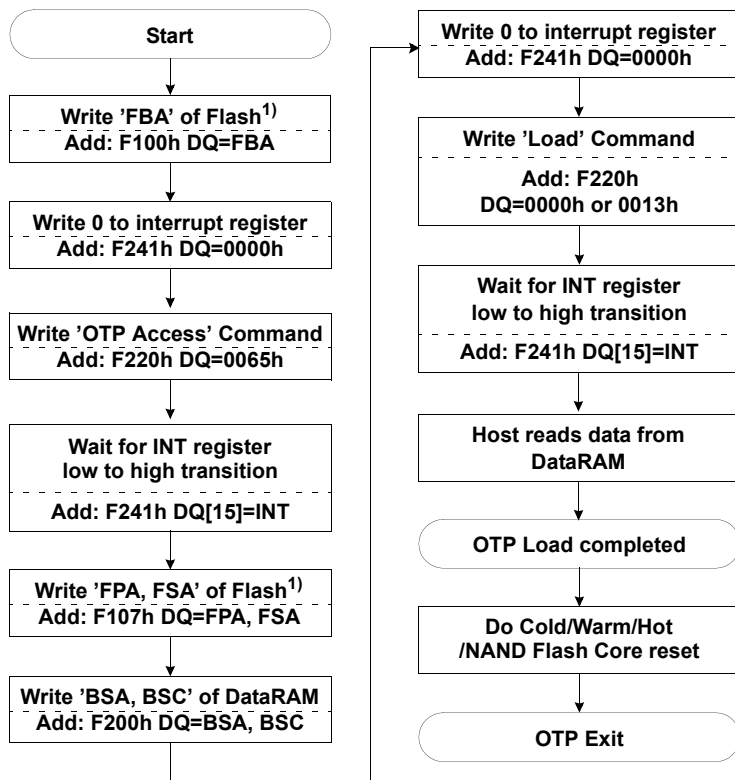 Start
Write ’FBA’ of Flash1)
Add: F100h DQ=FBA
Write 0 to interrupt register
Add: F241h DQ=0000h
Write ’OTP Access’ Command
Add: F220h DQ=0065h
Wait for INT register
low to high transition
Add: F241h DQ[15]=INT
Write ’FPA, FSA’ of Flash1)
Add: F107h DQ=FPA, FSA
Write ’BSA, BSC’ of DataRAM
Add: F200h DQ=BSA, BSC
Write 0 to interrupt register
Add: F241h DQ=0000h
Write ’Load’ Command
Add: F220h
DQ=0000h or 0013h
Wait for INT register
low to high transition
Add: F241h DQ[15]=INT
Host reads data from
DataRAM
OTP Load completed
Do Cold/Warm/Hot
/NAND Flash Core reset
OTP Exit